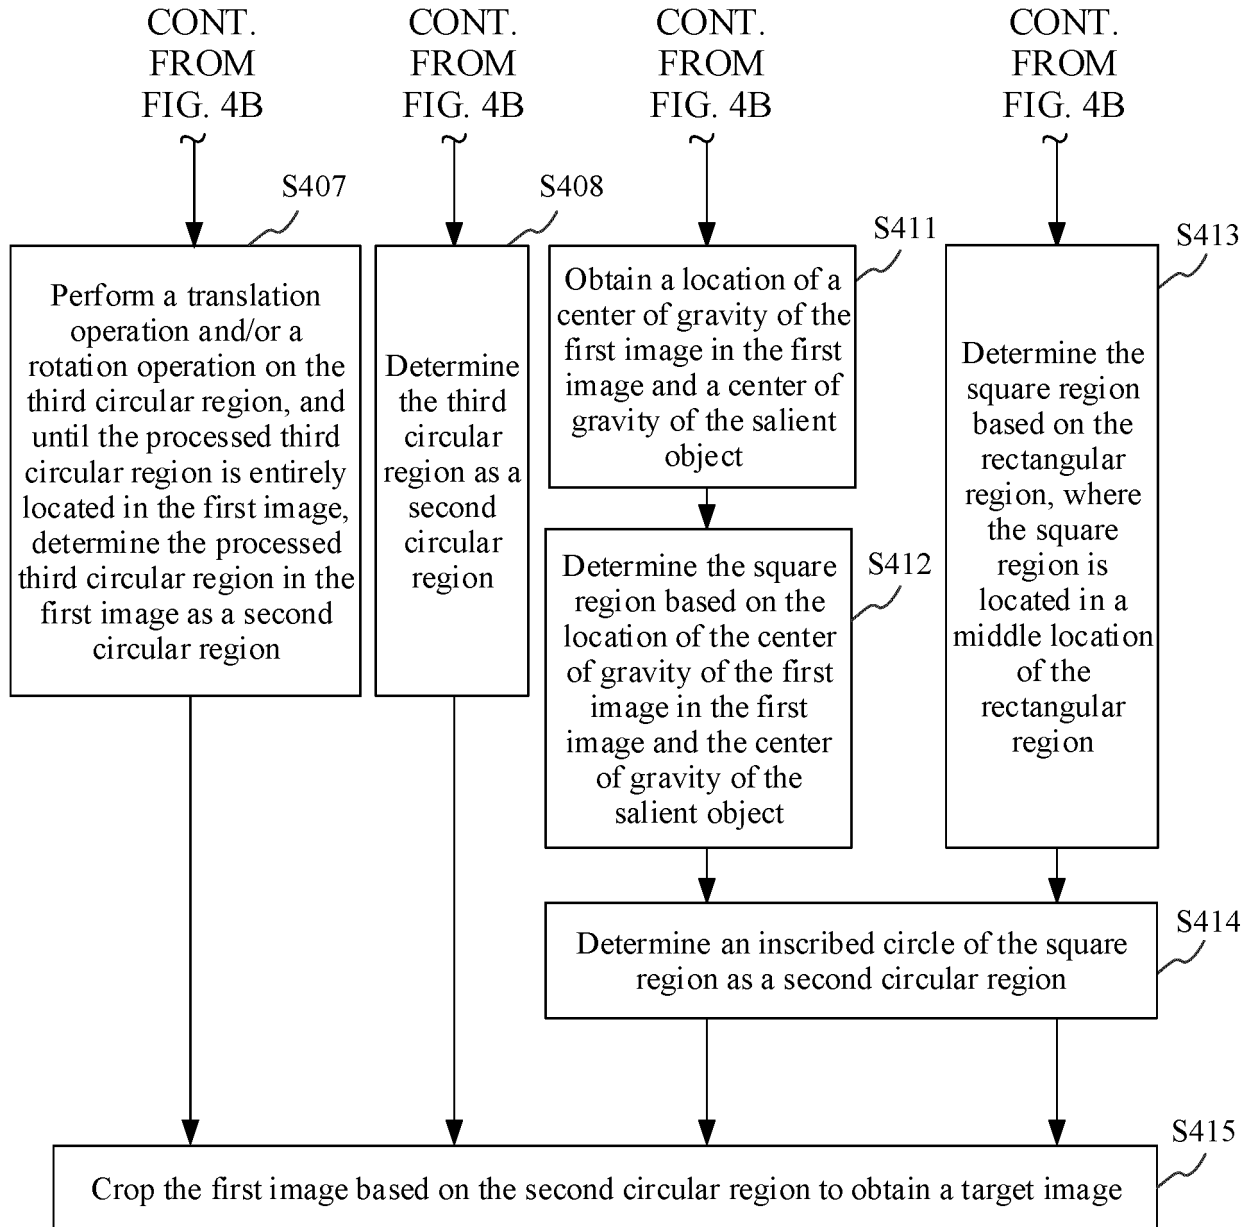 CONT.
FROM
FIG. 4B
CONT.
FROM
FIG. 4B
CONT.
FROM
FIG. 4B
CONT.
FROM
FIG. 4B
S407
Perform a translation
operation and/or a
rotation operation on the
third circular region, and
until the processed third
circular region is entirely
located in the first image,
determine the processed
third circular region in the
first image as a second
circular region
S408
Determine
the third
circular
region as a
second
circular
region
S411
Obtain a location of a
center of gravity of the
first image in the first
image and a center of
gravity of the salient
object
S412
Determine the square
region based on the
location of the center
of gravity of the first
image in the first
image and the center
of gravity of the
salient object
S413
Determine the
square region
based on the
rectangular
region, where
the square
region is
located in a
middle location
of the
rectangular
region
S414
Determine an inscribed circle of the square
region as a second circular region
S415
Crop the first image based on the second circular region to obtain a target image